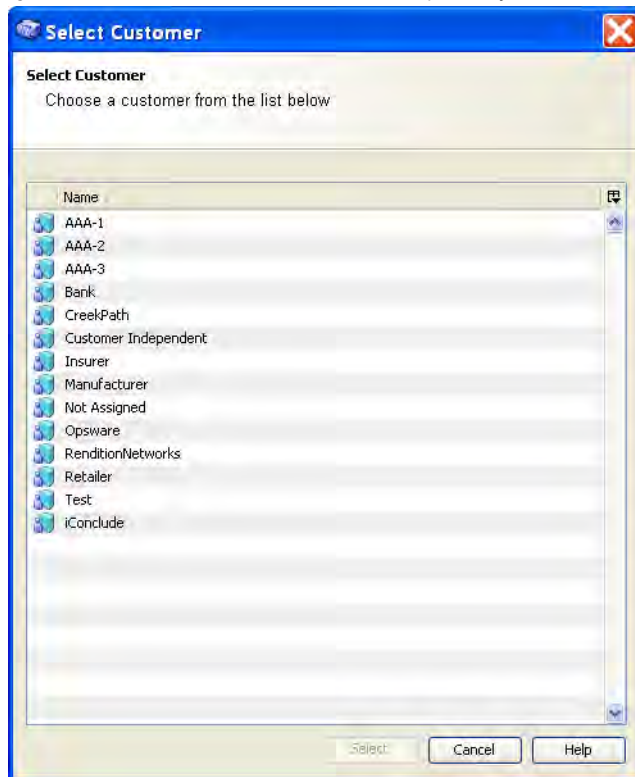 Select Customer
Select Customer
Choose a customer from the list below
Name
AAA-1
AAA-2
AAA-3
Bank
CreekPath
Customer Independent
Insurer
Manufacturer
Not Assigned
Opsware
RenditionNetworks
Retailer
Test
iConclude
Select Cancel Help